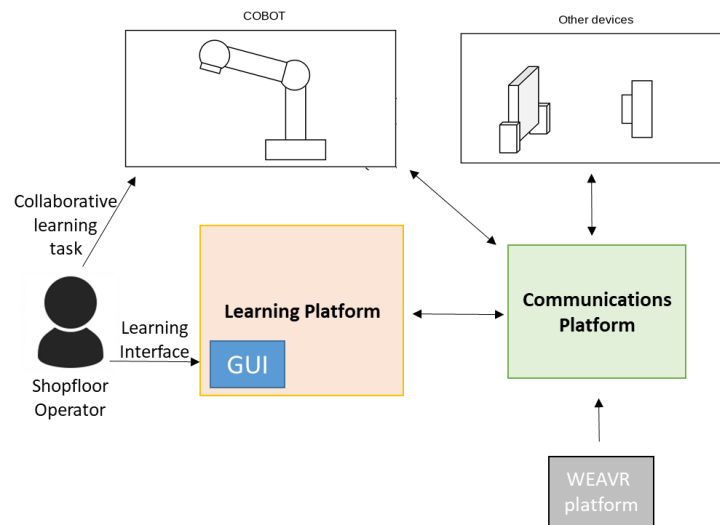 COBOT
Other devices
Collaborative
learning
task
Learning Platform
Communications
Platform
Learning
Interface
GUI
Shopfloor
Operator
WEAVR
platform